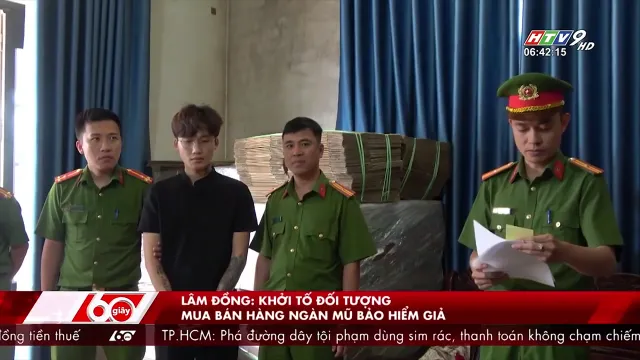 HTV9 HD
06:42:15
60 giây
LÂM ĐỒNG: KHỞI TỐ ĐỐI TƯỢNG
MUA BÁN HÀNG NGÀN MŨ BẢO HIỂM GIẢ
đồng tiền thuế 60s TP.HCM: Phá đường dây tội phạm dùng sim rác, thanh toán không chạm chiếm